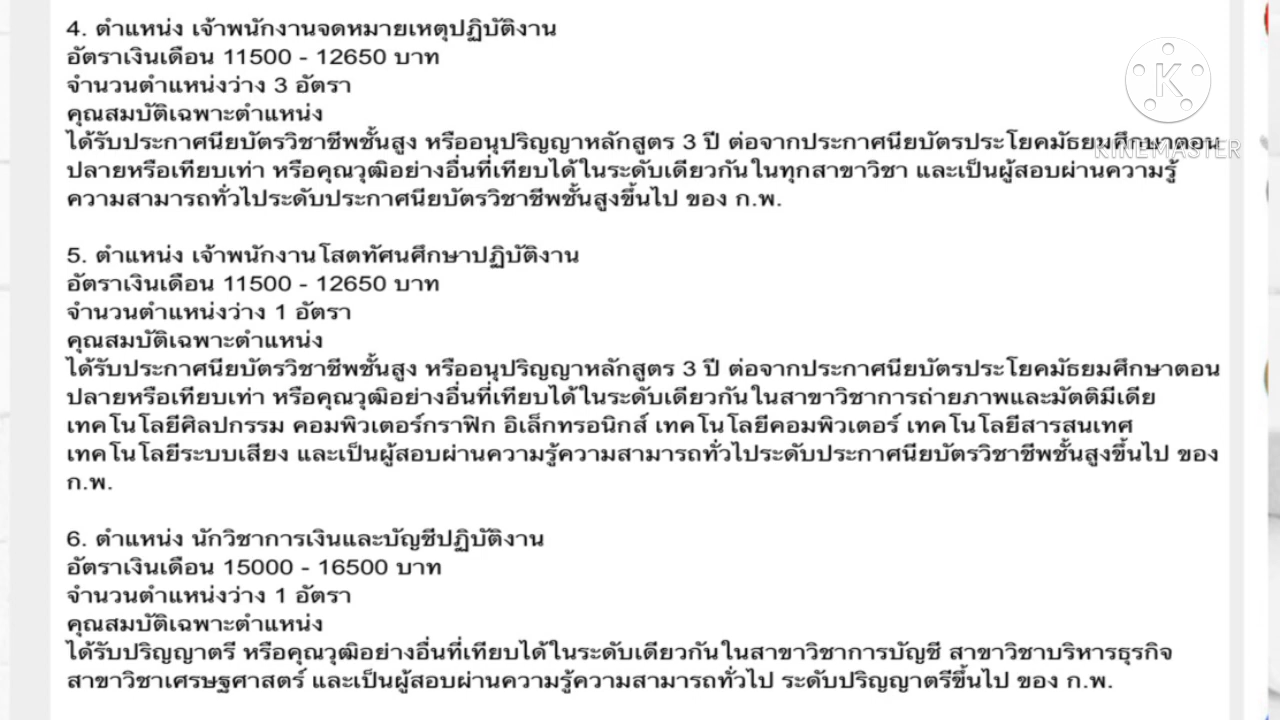 4. ตำแหน่ง เจ้าพนักงานจดหมายเหตุปฏิบัติงาน
อัตราเงินเดือน 11500 - 12650 บาท
จำนวนตำแหน่งว่าง 3 อัตรา
คุณสมบัติเฉพาะตำแหน่ง
ได้รับประกาศนียบัตรวิชาชีพชั้นสูง หรืออนุปริญญาหลักสูตร 3 ปี ต่อจากประกาศนียบัตรประโยคมัธยมศึกษาตอน
ปลายหรือเทียบเท่า หรือคุณวุฒิอย่างอื่นที่เทียบได้ในระดับเดียวกันในทุกสาขาวิชา และเป็นผู้สอบผ่านความรู้
ความสามารถทั่วไประดับประกาศนียบัตรวิชาชีพชั้นสูงขึ้นไป ของ ก.พ.
5. ตำแหน่ง เจ้าพนักงานโสตทัศนศึกษาปฏิบัติงาน
อัตราเงินเดือน 11500 - 12650 บาท
จำนวนตำแหน่งว่าง 1 อัตรา
คุณสมบัติเฉพาะตำแหน่ง
ได้รับประกาศนียบัตรวิชาชีพชั้นสูง หรืออนุปริญญาหลักสูตร 3 ปี ต่อจากประกาศนียบัตรประโยคมัธยมศึกษาตอน
ปลายหรือเทียบเท่า หรือคุณวุฒิอย่างอื่นที่เทียบได้ในระดับเดียวกันในสาขาวิชาการถ่ายภาพและมัตติมีเดีย
เทคโนโลยีศิลปกรรม คอมพิวเตอร์กราฟิก อิเล็กทรอนิกส์ เทคโนโลยีคอมพิวเตอร์ เทคโนโลยีสารสนเทศ
เทคโนโลยีระบบเสียง และเป็นผู้สอบผ่านความรู้ความสามารถทั่วไประดับประกาศนียบัตรวิชาชีพชั้นสูงขึ้นไป ของ
ก.พ.
6. ตำแหน่ง นักวิชาการเงินและบัญชีปฏิบัติงาน
อัตราเงินเดือน 15000 - 16500 บาท
จำนวนตำแหน่งว่าง 1 อัตรา
คุณสมบัติเฉพาะตำแหน่ง
ได้รับปริญญาตรี หรือคุณวุฒิอย่างอื่นที่เทียบได้ในระดับเดียวกันในสาขาวิชาการบัญชี สาขาวิชาบริหารธุรกิจ
สาขาวิชาเศรษฐศาสตร์ และเป็นผู้สอบผ่านความรู้ความสามารถทั่วไป ระดับปริญญาตรีขึ้นไป ของ ก.พ.
K
KINEMASTER